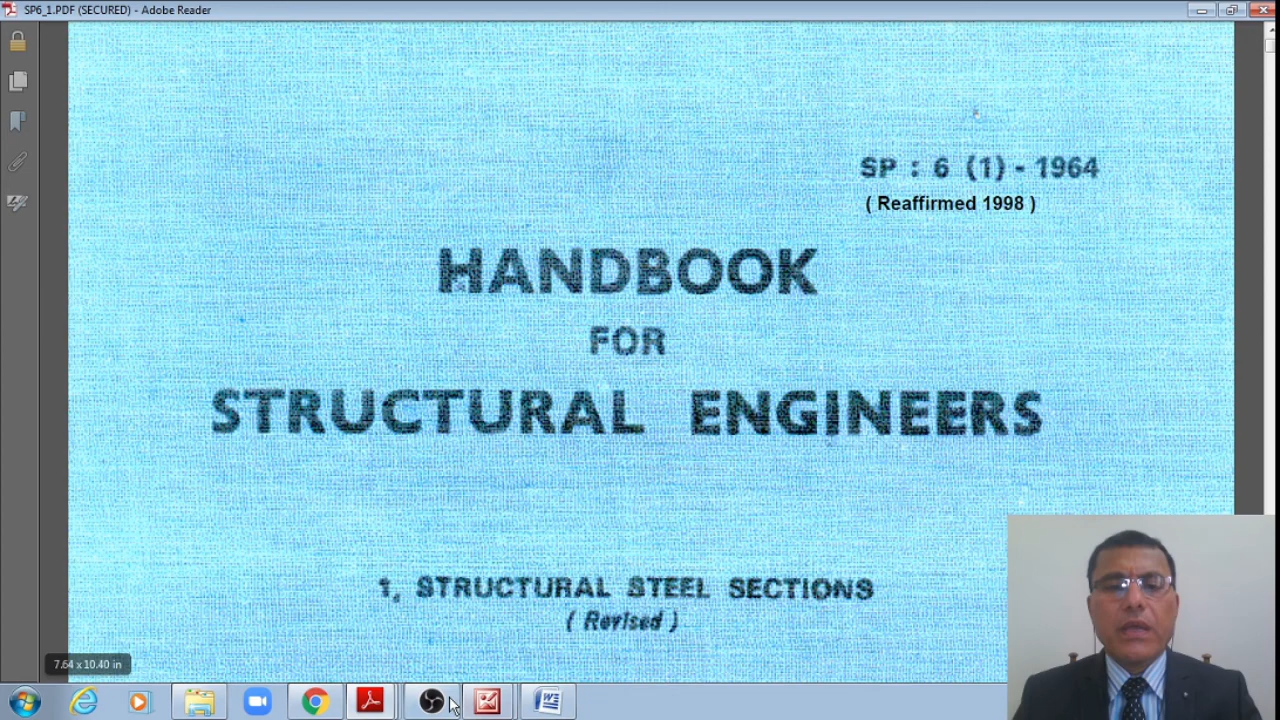 SP6_1.PDF (SECURED) - Adobe Reader
SP : 6 (1) - 1964
( Reaffirmed 1998 )
HANDBOOK
FOR
STRUCTURAL ENGINEERS
1. STRUCTURAL STEEL SECTIONS
( Revised )
7.64 x 10.40 in